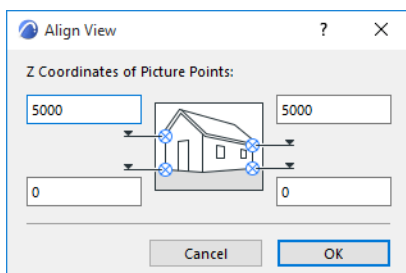 Align View
?
Z Coordinates of Picture Points:
5000
5000
0
0
Cancel
OK